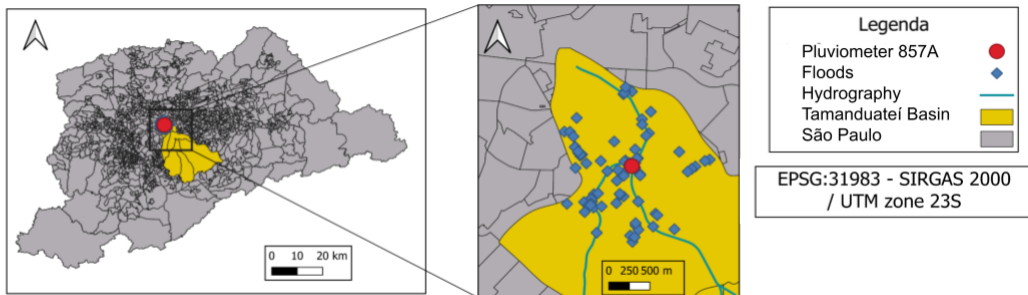 0 10 20 km
0 250 500 m
Legenda
Pluviometer 857A
Floods
Hydrography
Tamanduateí Basin
São Paulo
EPSG:31983 - SIRGAS 2000
/ UTM zone 23S